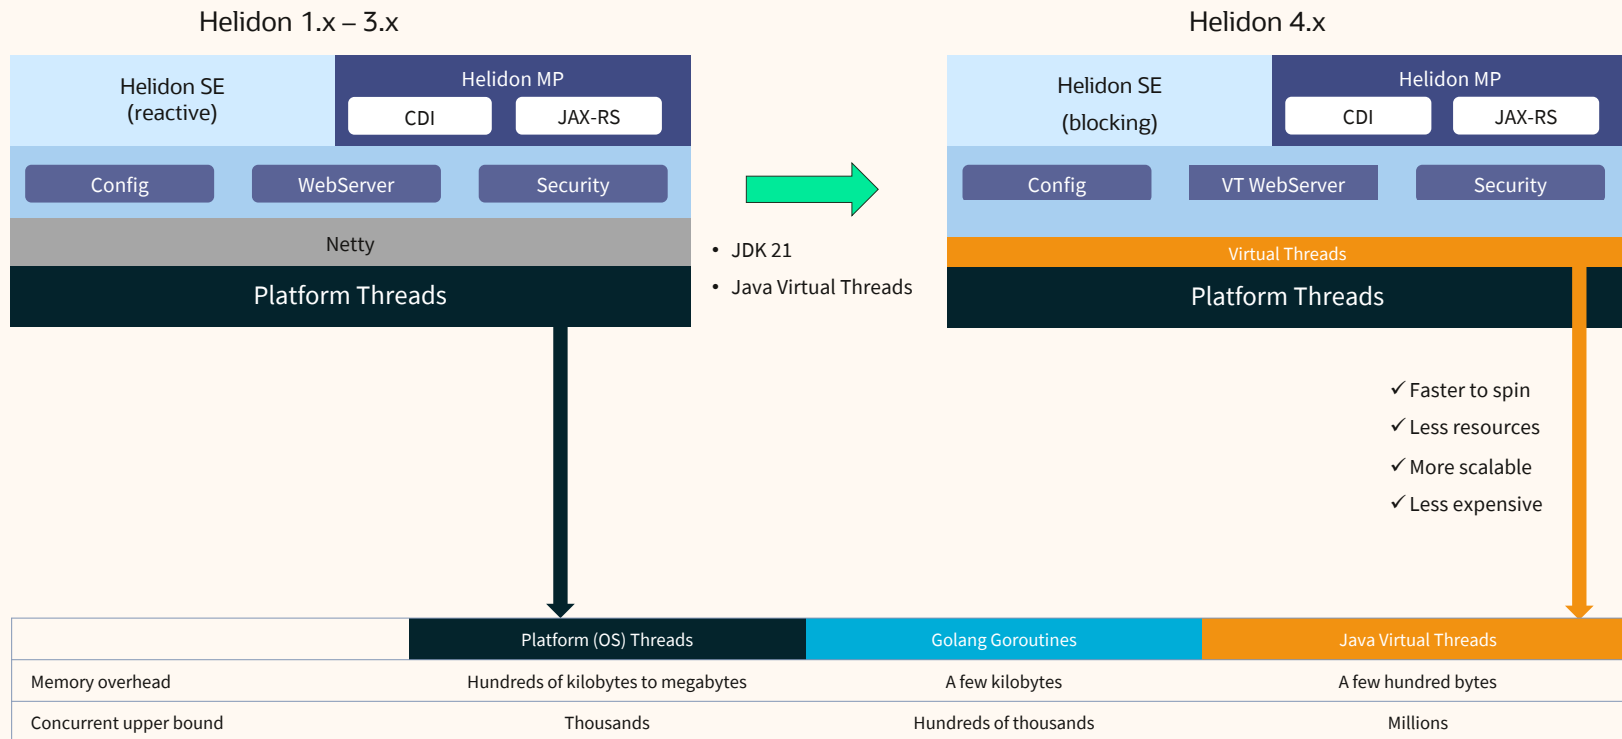 Helidon 1.x – 3.x
Helidon 4.x
Helidon SE
(reactive)
Helidon MP
CDI
JAX-RS
Config
WebServer
Security
Netty
Platform Threads
• JDK 21
• Java Virtual Threads
Helidon SE
(blocking)
Helidon MP
CDI
JAX-RS
Config
VT WebServer
Security
Virtual Threads
Platform Threads
✓ Faster to spin
✓ Less resources
✓ More scalable
✓ Less expensive
Platform (OS) Threads
Golang Goroutines
Java Virtual Threads
Memory overhead
Hundreds of kilobytes to megabytes
A few kilobytes
A few hundred bytes
Concurrent upper bound
Thousands
Hundreds of thousands
Millions